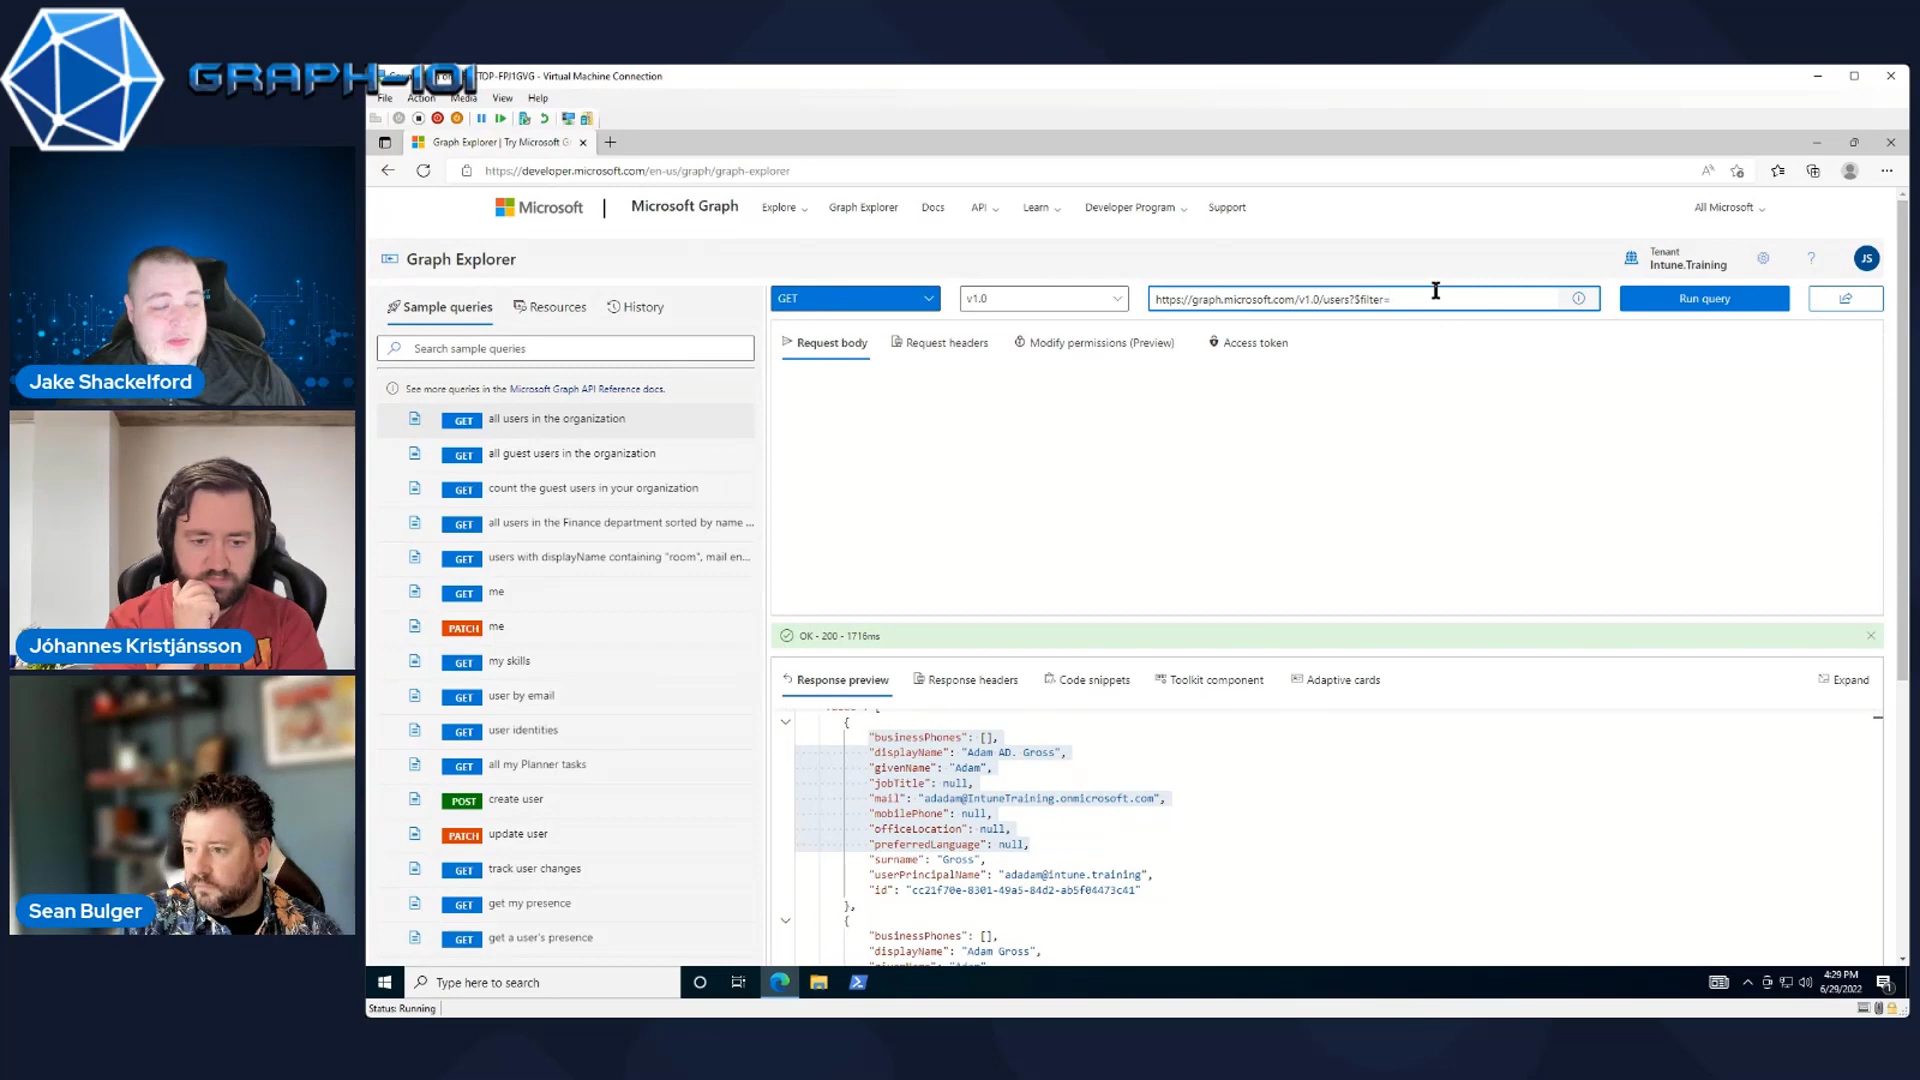 GRAPH-101
TOP-FPJ1GVG - Virtual Machine Connection
File Action Media View Help
Graph Explorer | Try Microsoft G
https://developer.microsoft.com/en-us/graph/graph-explorer
Microsoft | Microsoft Graph Explore Graph Explorer Docs API Learn Developer Program Support All Microsoft
Graph Explorer
Tenant
Intune.Training
JS
Sample queries Resources History
GET v1.0 https://graph.microsoft.com/v1.0/users?$filter= Run query
Search sample queries
Request body Request headers Modify permissions (Preview) Access token
See more queries in the Microsoft Graph API Reference docs.
GET all users in the organization
GET all guest users in the organization
GET count the guest users in your organization
GET all users in the Finance department sorted by name ...
GET users with displayName containing "room", mail en...
GET me
PATCH me
GET my skills
GET user by email
GET user identities
GET all my Planner tasks
POST create user
PATCH update user
GET track user changes
GET get my presence
GET get a user's presence
OK - 200 - 1716ms
Response preview Response headers Code snippets Toolkit component Adaptive cards Expand
{
"businessPhones": [],
"displayName": "Adam AD. Gross",
"givenName": "Adam",
"jobTitle": null,
"mail": "adadam@IntuneTraining.onmicrosoft.com",
"mobilePhone": null,
"officeLocation": null,
"preferredLanguage": null,
"surname": "Gross",
"userPrincipalName": "adadam@intune.training",
"id": "cc21f70e-8301-49a5-84d2-ab5f04473c41"
},
{
"businessPhones": [],
"displayName": "Adam Gross",
Type here to search
4:29 PM
6/29/2022
Status: Running
Jake Shackelford
Jóhannes Kristjánsson
Sean Bulger